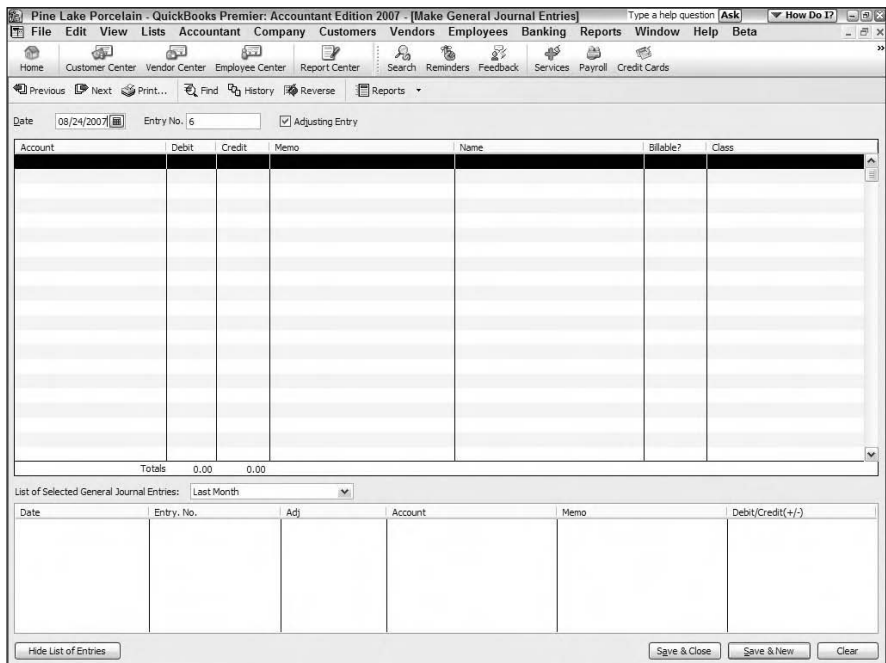 Pine Lake Porcelain - QuickBooks Premier: Accountant Edition 2007 - [Make General Journal Entries] Type a help question Ask How Do I?
File Edit View Lists Accountant Company Customers Vendors Employees Banking Reports Window Help Beta
Home Customer Center Vendor Center Employee Center Report Center Search Reminders Feedback Services Payroll Credit Cards
Previous Next Print... Find History Reverse Reports
Date 08/24/2007 Entry No. 6 Adjusting Entry
Account Debit Credit Memo Name Billable? Class
Totals 0.00 0.00
List of Selected General Journal Entries: Last Month
Date Entry. No. Adj Account Memo Debit/Credit(+/-)
Hide List of Entries Save & Close Save & New Clear